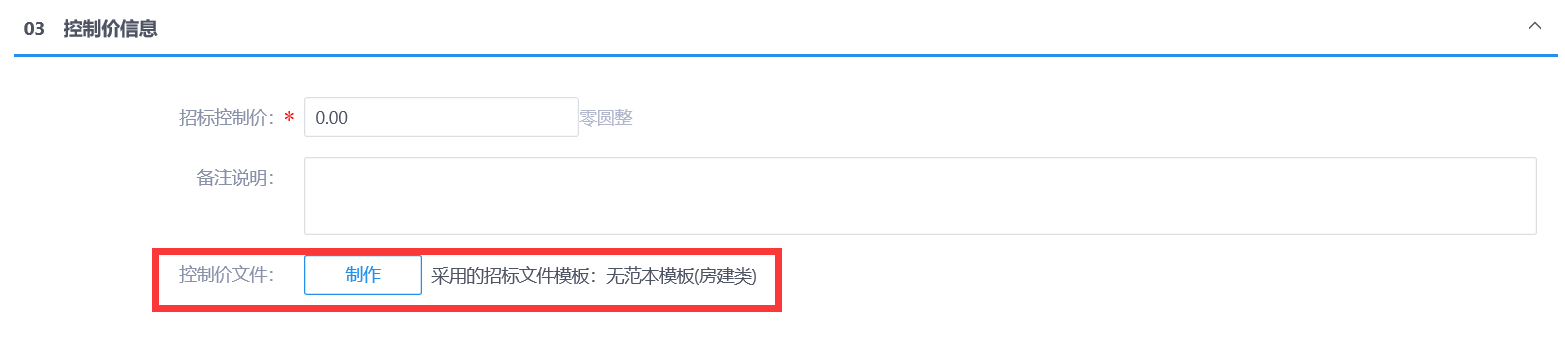 03 控制价信息
招标控制价：* 0.00 零圆整
备注说明：
控制价文件： 制作 采用的招标文件模板：无范本模板(房建类)